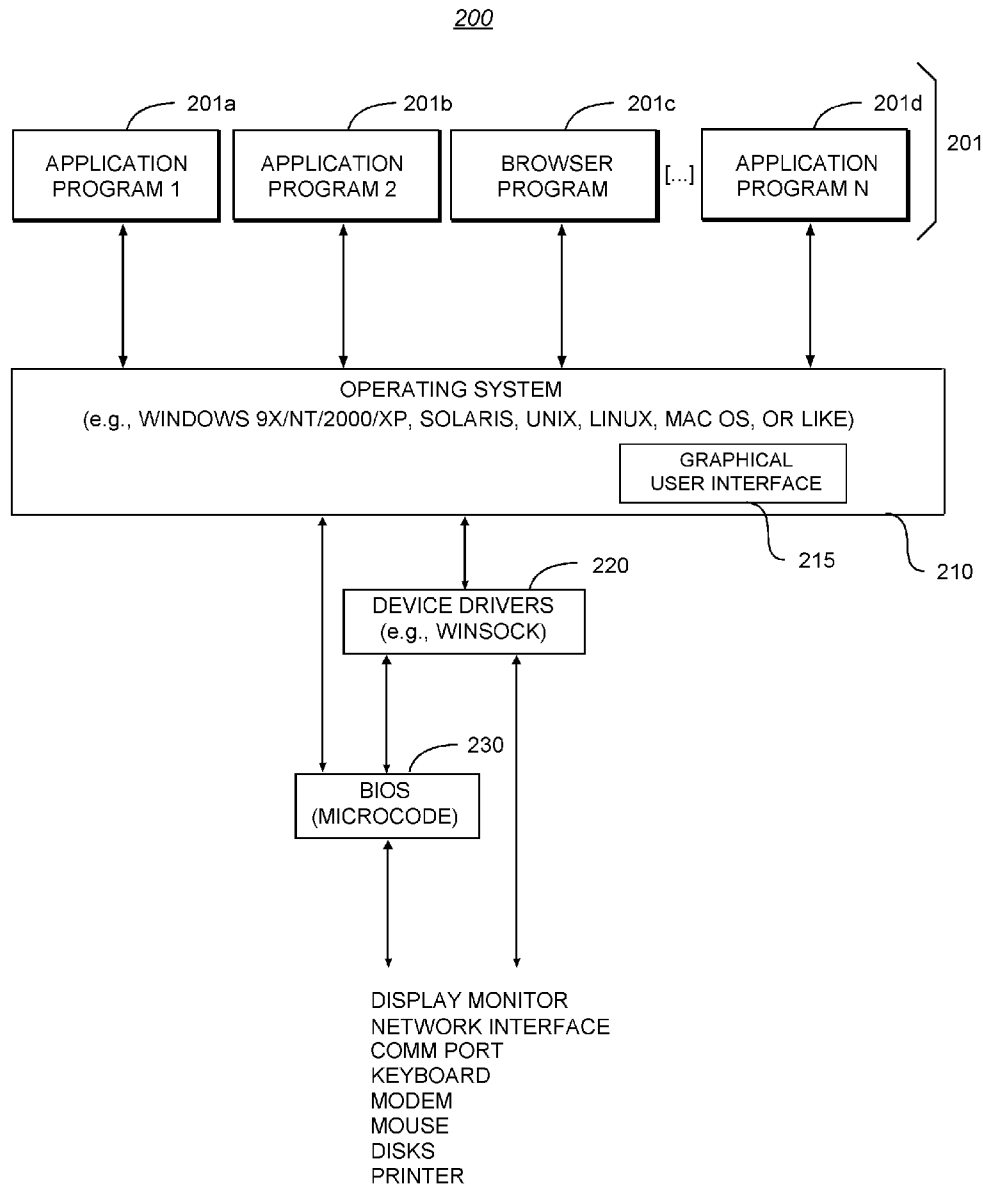 200
201a
201b
201c
201d
201
APPLICATION
PROGRAM 1
APPLICATION
PROGRAM 2
BROWSER
PROGRAM
[...]
APPLICATION
PROGRAM N
OPERATING SYSTEM
(e.g., WINDOWS 9X/NT/2000/XP, SOLARIS, UNIX, LINUX, MAC OS, OR LIKE)
GRAPHICAL
USER INTERFACE
215
210
220
DEVICE DRIVERS
(e.g., WINSOCK)
230
BIOS
(MICROCODE)
DISPLAY MONITOR
NETWORK INTERFACE
COMM PORT
KEYBOARD
MODEM
MOUSE
DISKS
PRINTER